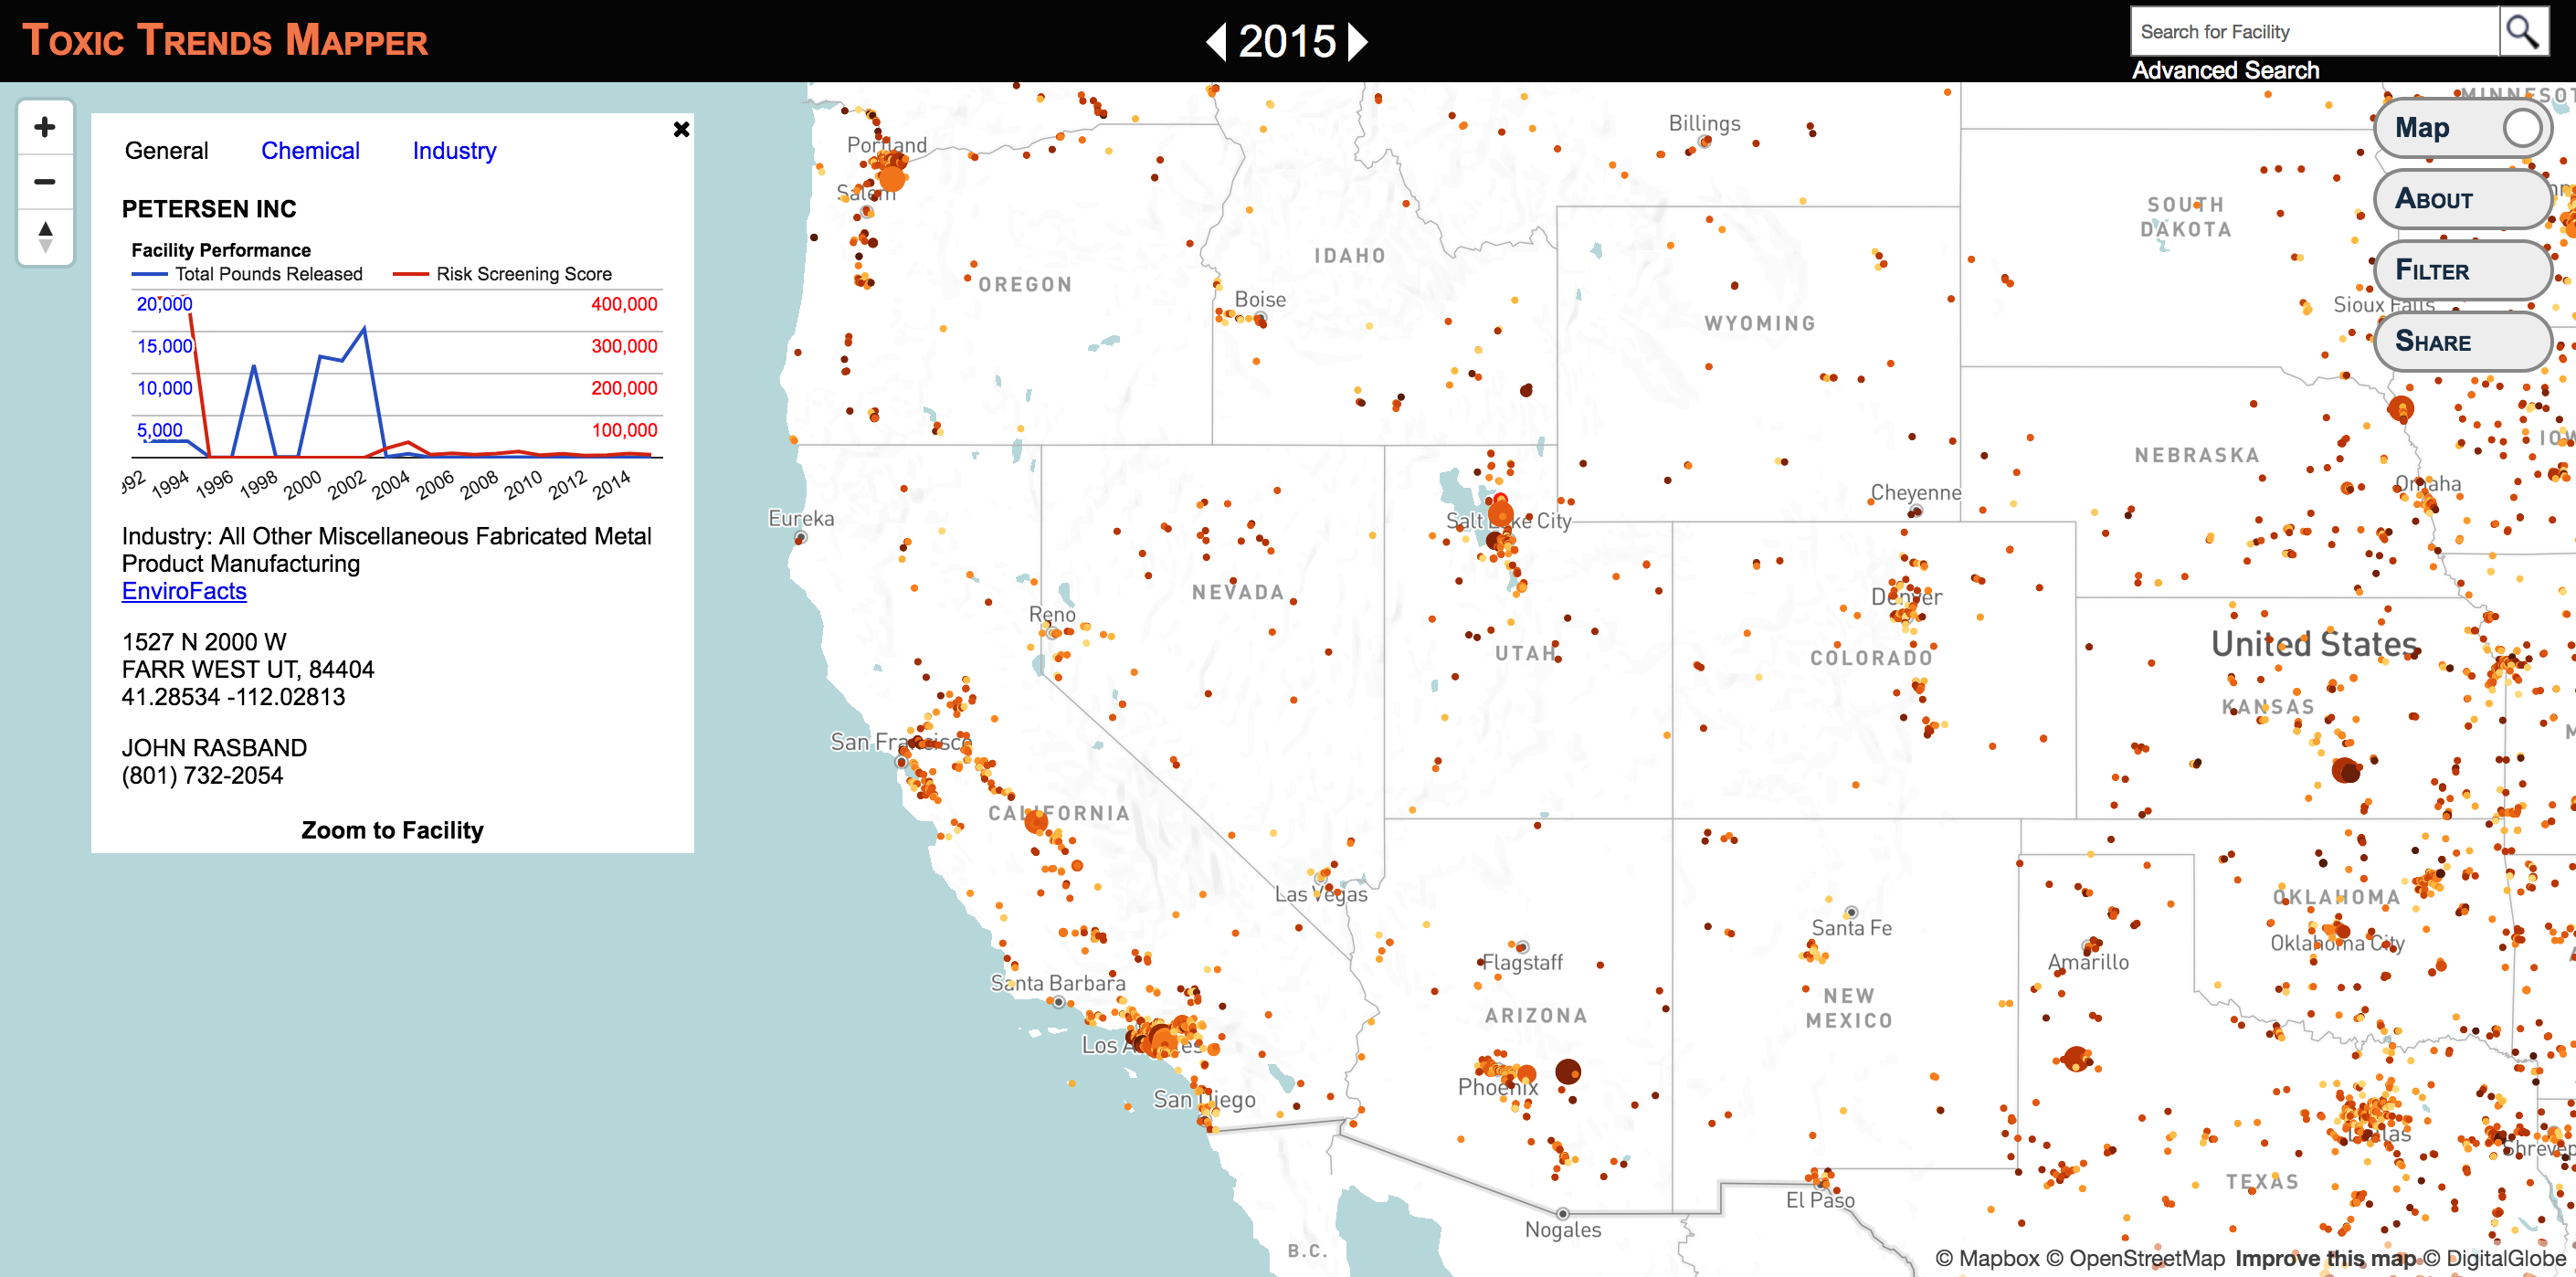 TOXIC TRENDS MAPPER
2015
Search for Facility
Advanced Search
Map
ABOUT
FILTER
SHARE
General Chemical Industry
PETERSEN INC
Facility Performance
Total Pounds Released Risk Screening Score
20,000 400,000
15,000 300,000
10,000 200,000
5,000 100,000
1994 1996 1998 2000 2002 2004 2006 2008 2010 2012 2014
Industry: All Other Miscellaneous Fabricated Metal
Product Manufacturing
EnviroFacts
1527 N 2000 W
FARR WEST UT, 84404
41.28534 -112.02813
JOHN RASBAND
(801) 732-2054
Zoom to Facility
Portland
Salem
OREGON
IDAHO
Boise
Billings
WYOMING
SOUTH
DAKOTA
Sioux Falls
NEBRASKA
Omaha
Cheyenne
Eureka
Salt Lake City
Reno
NEVADA
UTAH
Denver
COLORADO
United States
KANSAS
San Francisco
CALIFORNIA
Las Vegas
Santa Fe
OKLAHOMA
Oklahoma City
Flagstaff
Amarillo
Santa Barbara
ARIZONA
NEW
MEXICO
Los Angeles
Phoenix
San Diego
Dallas
TEXAS
El Paso
Nogales
B.C.
© Mapbox © OpenStreetMap Improve this map © DigitalGlobe